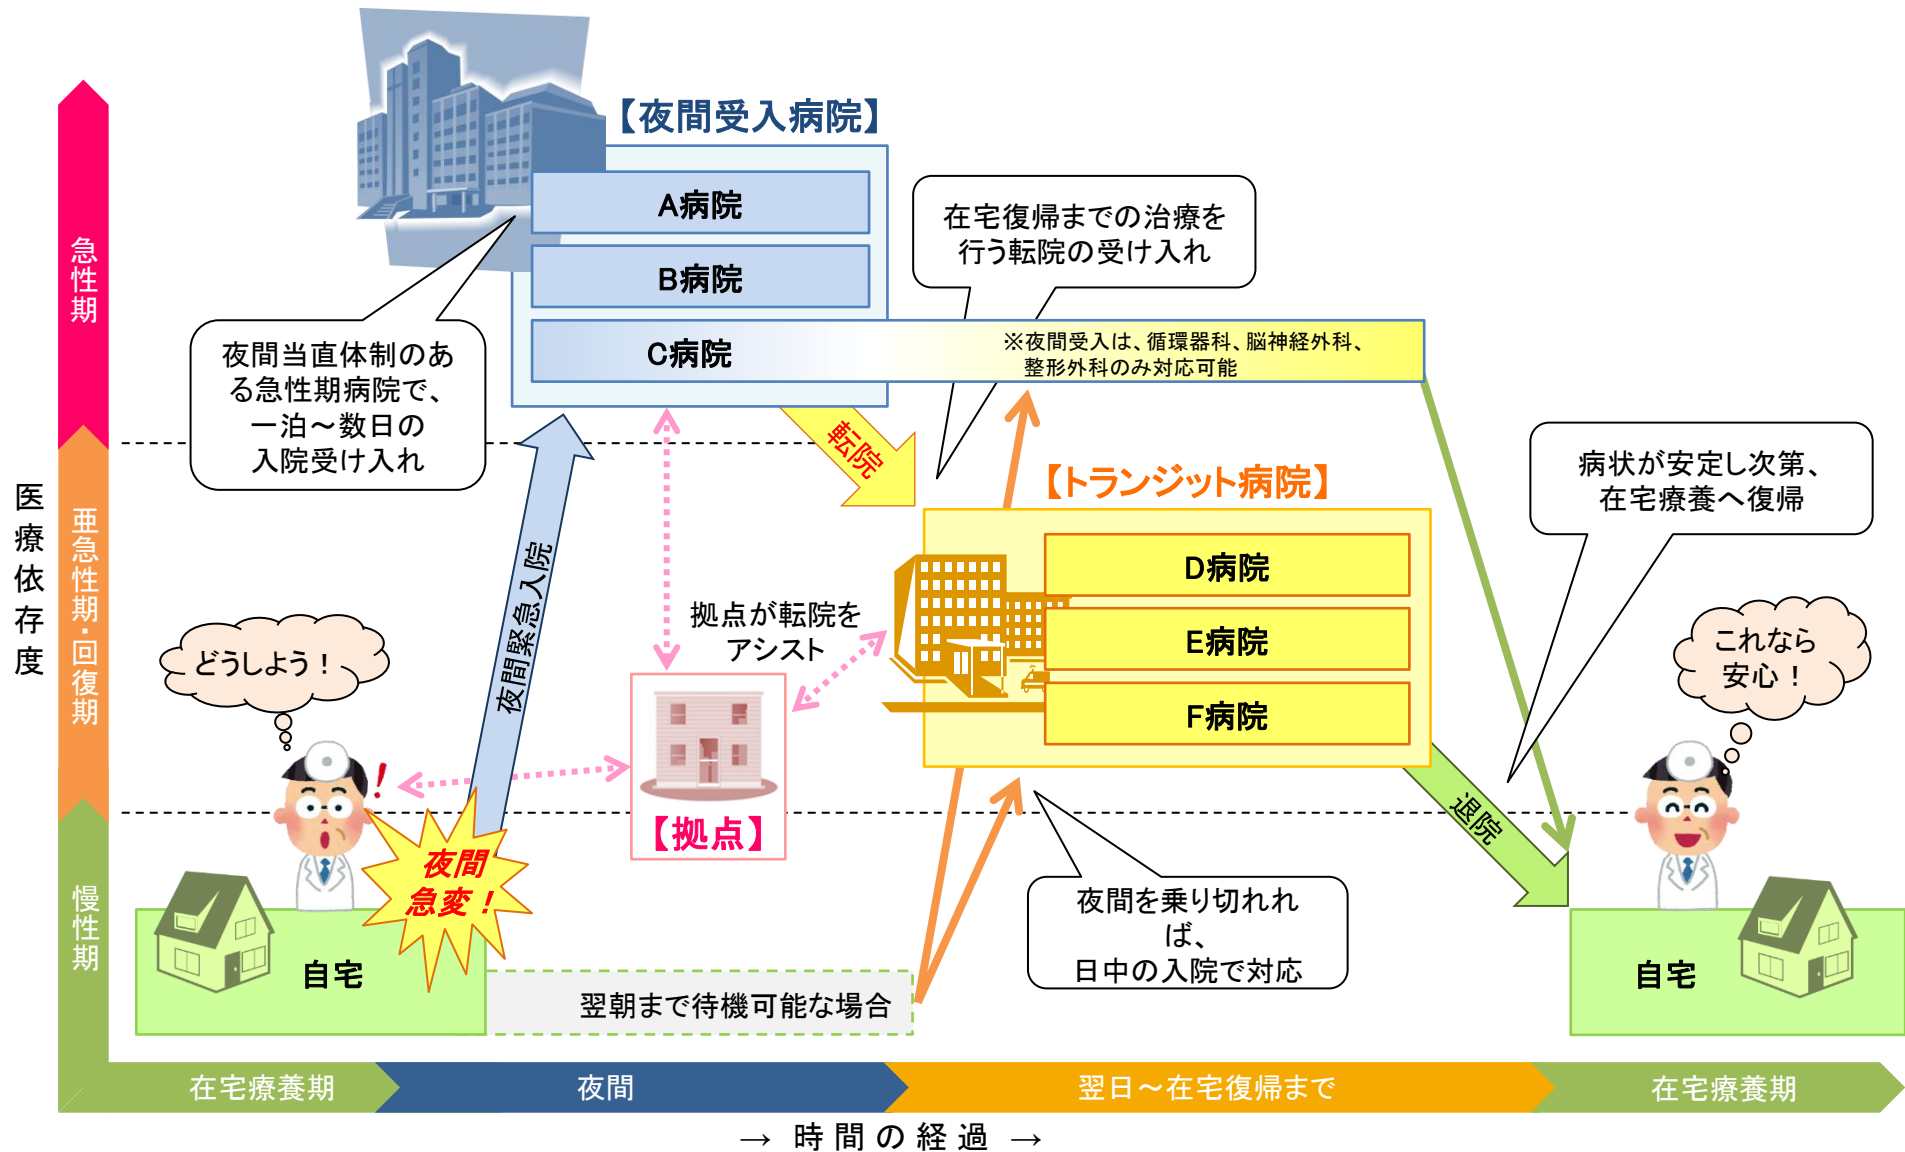 【夜間受入病院】
A病院
B病院
C病院
※夜間受入は、循環器科、脳神経外科、
整形外科のみ対応可能
在宅復帰までの治療を
行う転院の受け入れ
夜間当直体制のあ
る急性期病院で、
一泊～数日の
入院受け入れ
転院
【トランジット病院】
D病院
E病院
F病院
病状が安定し次第、
在宅療養へ復帰
夜間緊急入院
拠点が転院を
アシスト
【拠点】
どうしよう！
！
夜間
急変！
自宅
翌朝まで待機可能な場合
夜間を乗り切れれ
ば、
日中の入院で対応
退院
これなら
安心！
自宅
医療依存度
急性期
亜急性期・回復期
慢性期
在宅療養期
夜間
翌日～在宅復帰まで
在宅療養期
→ 時間の経過 →